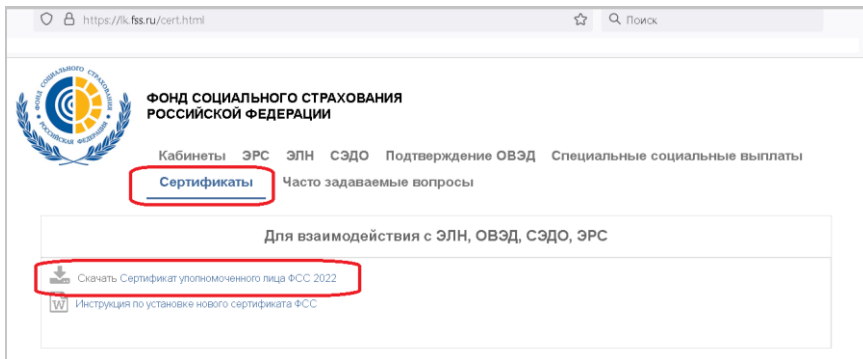 https://lk.fss.ru/cert.html Поиск
ФОНД СОЦИАЛЬНОГО СТРАХОВАНИЯ
РОССИЙСКОЙ ФЕДЕРАЦИИ
Кабинеты ЭРС ЭЛН СЭДО Подтверждение ОВЭД Специальные социальные выплаты
Сертификаты Часто задаваемые вопросы
Для взаимодействия с ЭЛН, ОВЭД, СЭДО, ЭРС
Скачать Сертификат уполномоченного лица ФСС 2022
W Инструкция по установке нового сертификата ФСС